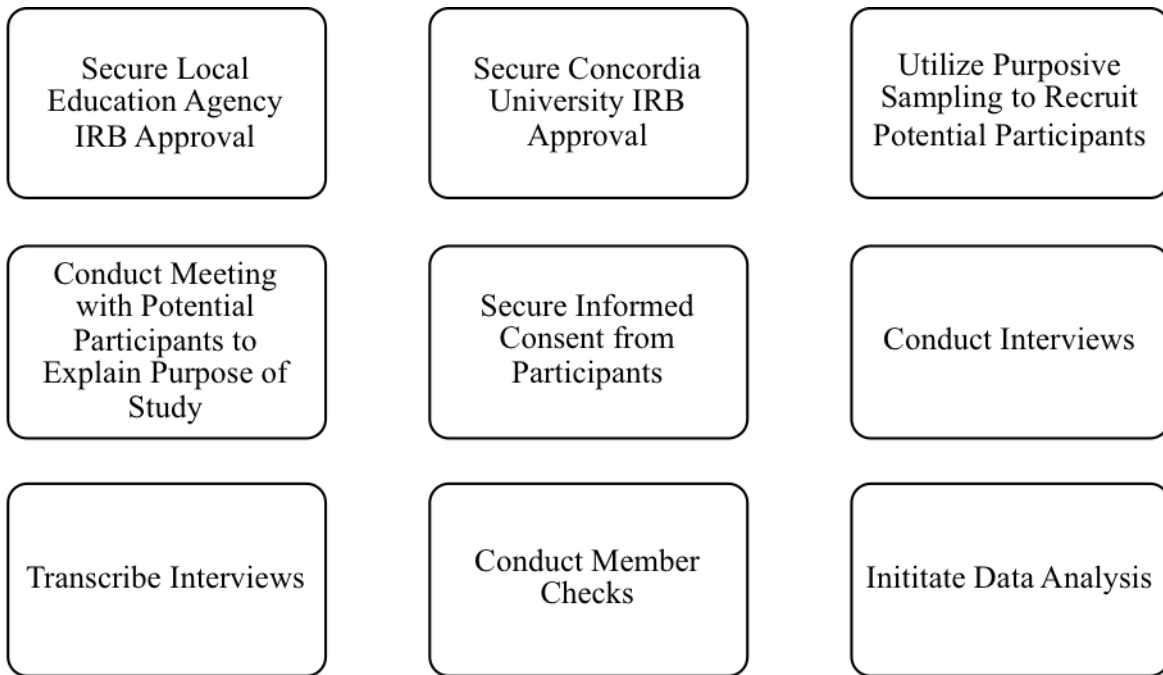 Secure Local
Education Agency
IRB Approval
Secure Concordia
University IRB
Approval
Utilize Purposive
Sampling to Recruit
Potential Participants
Conduct Meeting
with Potential
Participants to
Explain Purpose of
Study
Secure Informed
Consent from
Participants
Conduct Interviews
Transcribe Interviews
Conduct Member
Checks
Inititate Data Analysis